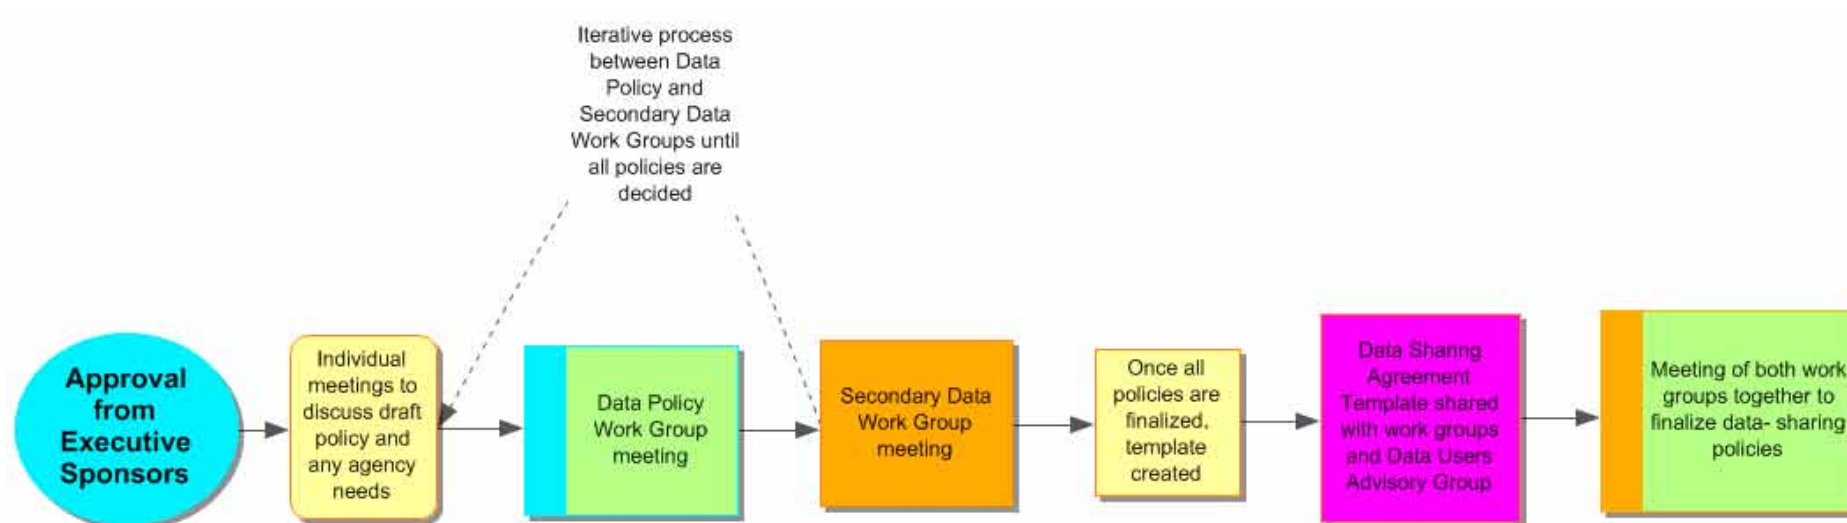 Iterative process
between Data
Policy and
Secondary Data
Work Groups until
all policies are
decided
Approval
from
Executive
Sponsors
Individual
meetings to
discuss draft
policy and
any agency
needs
Data Policy
Work Group
meeting
Secondary Data
Work Group
meeting
Once all
policies are
finalized,
template
created
Data Sharing
Agreement
Template shared
with work groups
and Data Users
Advisory Group
Meeting of both work
groups together to
finalize data- sharing
policies